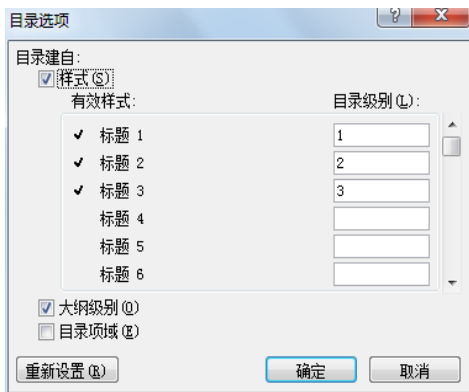 目录选项
目录建自:
样式(S)
有效样式: 目录级别(L):
标题 1 1
标题 2 2
标题 3 3
标题 4
标题 5
标题 6
大纲级别(O)
目录项域(E)
重新设置(R) 确定 取消